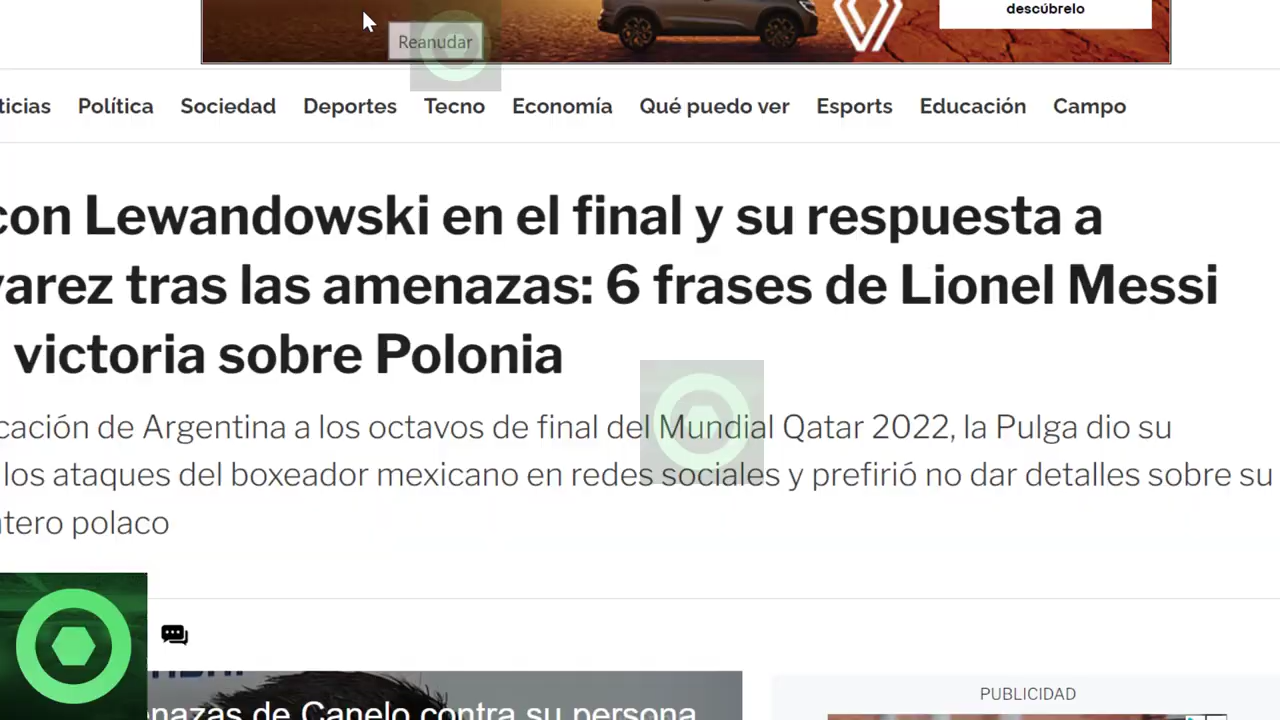 descúbrelo
Reanudar
ticias Política Sociedad Deportes Tecno Economía Qué puedo ver Esports Educación Campo
con Lewandowski en el final y su respuesta a
varez tras las amenazas: 6 frases de Lionel Messi
victoria sobre Polonia
cación de Argentina a los octavos de final del Mundial Qatar 2022, la Pulga dio su
los ataques del boxeador mexicano en redes sociales y prefirió no dar detalles sobre su
ntero polaco
enazas de Canelo contra su persona
PUBLICIDAD